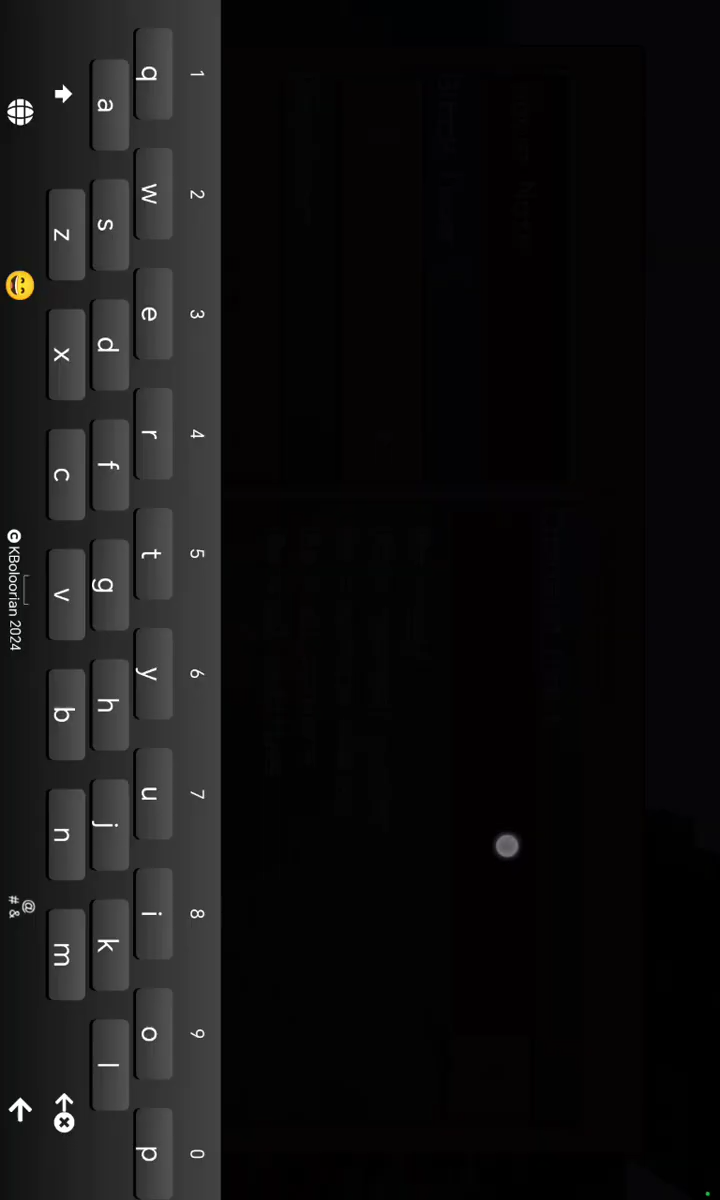 1 2 3 4 5 6 7 8 9 0
q w e r t y u i o p
a s d f g h j k l
z x c v b n m
@
# &
© KBoloorian 2024